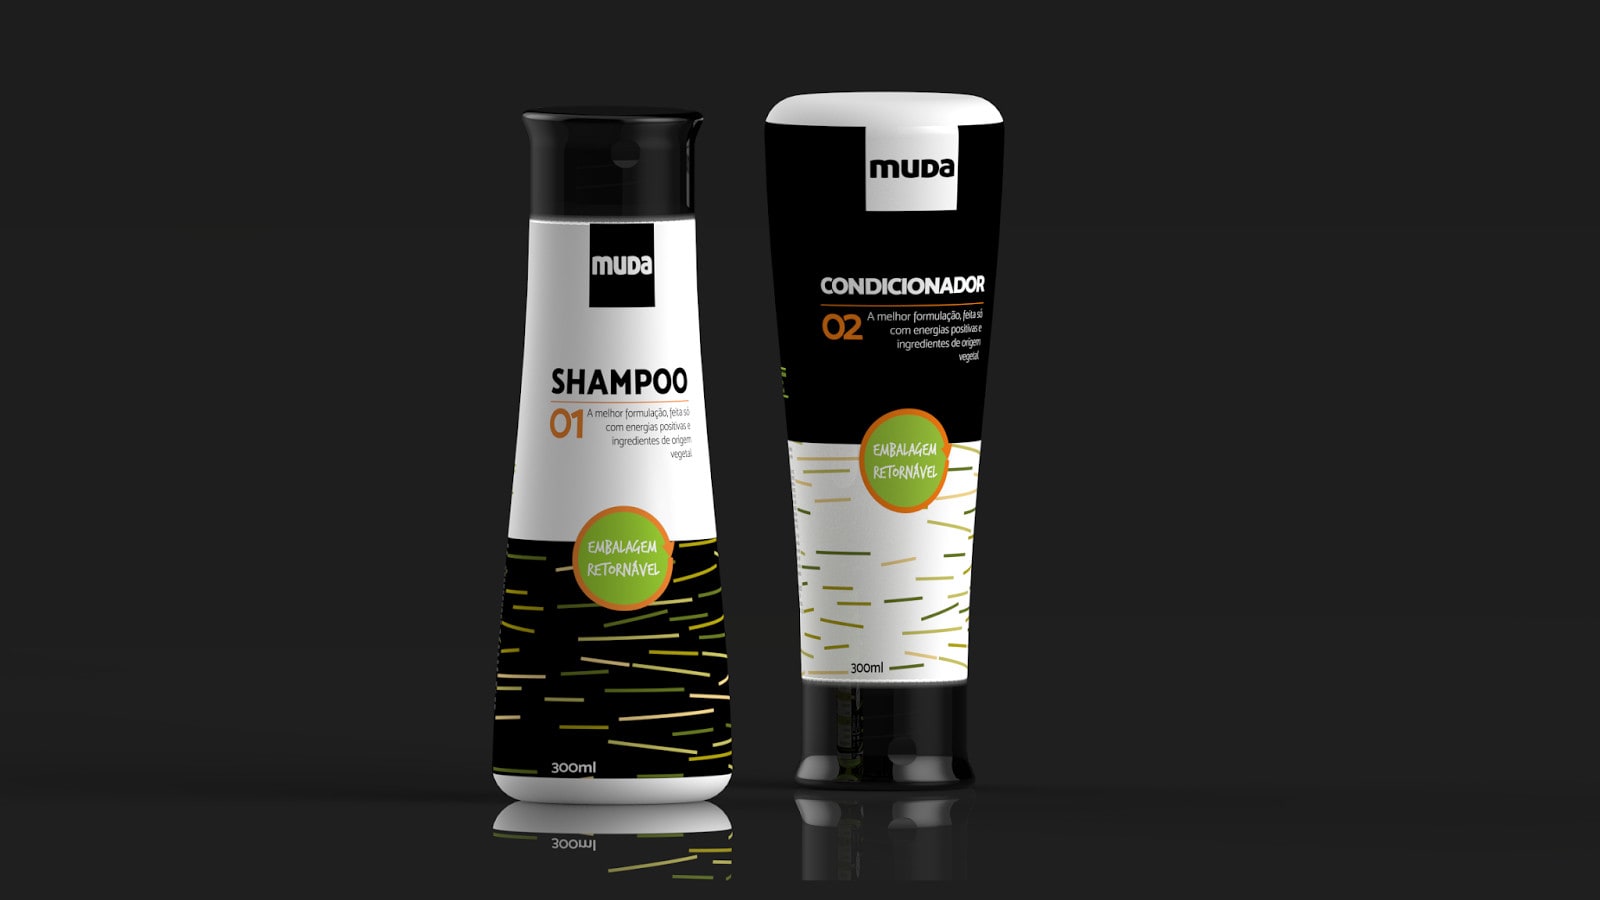 muDa
SHAMPOO
01
A melhor formulação, feita só
com energias positivas e
ingredientes de origem
vegetal
EMBALAGEM
RETORNÁVEL
300ml
muDa
CONDICIONADOR
02
A melhor formulação, feita só
com energias positivas e
ingredientes de origem
vegetal
EMBALAGEM
RETORNÁVEL
300ml